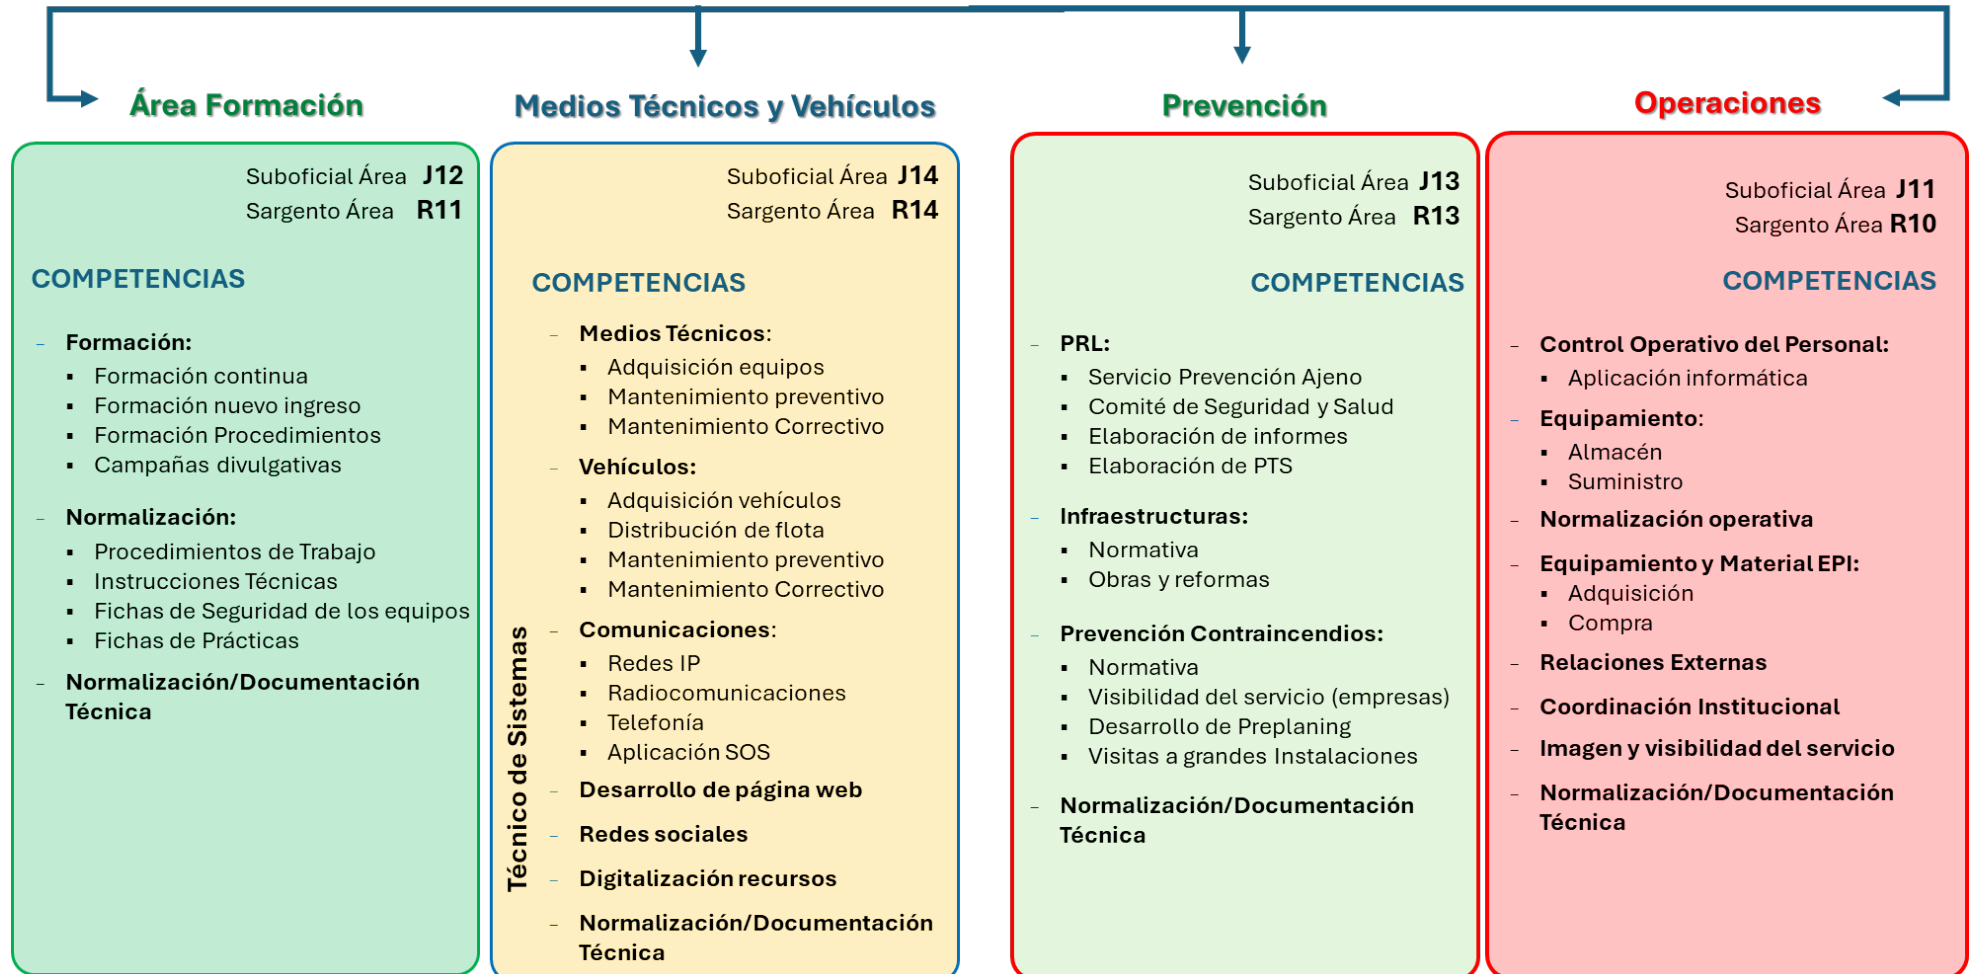 Área Formación
Suboficial Área J12
Sargento Área R11
COMPETENCIAS
– Formación:
▪ Formación continua
▪ Formación nuevo ingreso
▪ Formación Procedimientos
▪ Campañas divulgativas
– Normalización:
▪ Procedimientos de Trabajo
▪ Instrucciones Técnicas
▪ Fichas de Seguridad de los equipos
▪ Fichas de Prácticas
– Normalización/Documentación
Técnica
Medios Técnicos y Vehículos
Suboficial Área J14
Sargento Área R14
COMPETENCIAS
– Medios Técnicos:
▪ Adquisición equipos
▪ Mantenimiento preventivo
▪ Mantenimiento Correctivo
– Vehículos:
▪ Adquisición vehículos
▪ Distribución de flota
▪ Mantenimiento preventivo
▪ Mantenimiento Correctivo
Técnico de Sistemas
– Comunicaciones:
▪ Redes IP
▪ Radiocomunicaciones
▪ Telefonía
▪ Aplicación SOS
– Desarrollo de página web
– Redes sociales
– Digitalización recursos
– Normalización/Documentación
Técnica
Prevención
Suboficial Área J13
Sargento Área R13
COMPETENCIAS
– PRL:
▪ Servicio Prevención Ajeno
▪ Comité de Seguridad y Salud
▪ Elaboración de informes
▪ Elaboración de PTS
– Infraestructuras:
▪ Normativa
▪ Obras y reformas
– Prevención Contraincendios:
▪ Normativa
▪ Visibilidad del servicio (empresas)
▪ Desarrollo de Preplaning
▪ Visitas a grandes Instalaciones
– Normalización/Documentación
Técnica
Operaciones
Suboficial Área J11
Sargento Área R10
COMPETENCIAS
– Control Operativo del Personal:
▪ Aplicación informática
– Equipamiento:
▪ Almacén
▪ Suministro
– Normalización operativa
– Equipamiento y Material EPI:
▪ Adquisición
▪ Compra
– Relaciones Externas
– Coordinación Institucional
– Imagen y visibilidad del servicio
– Normalización/Documentación
Técnica